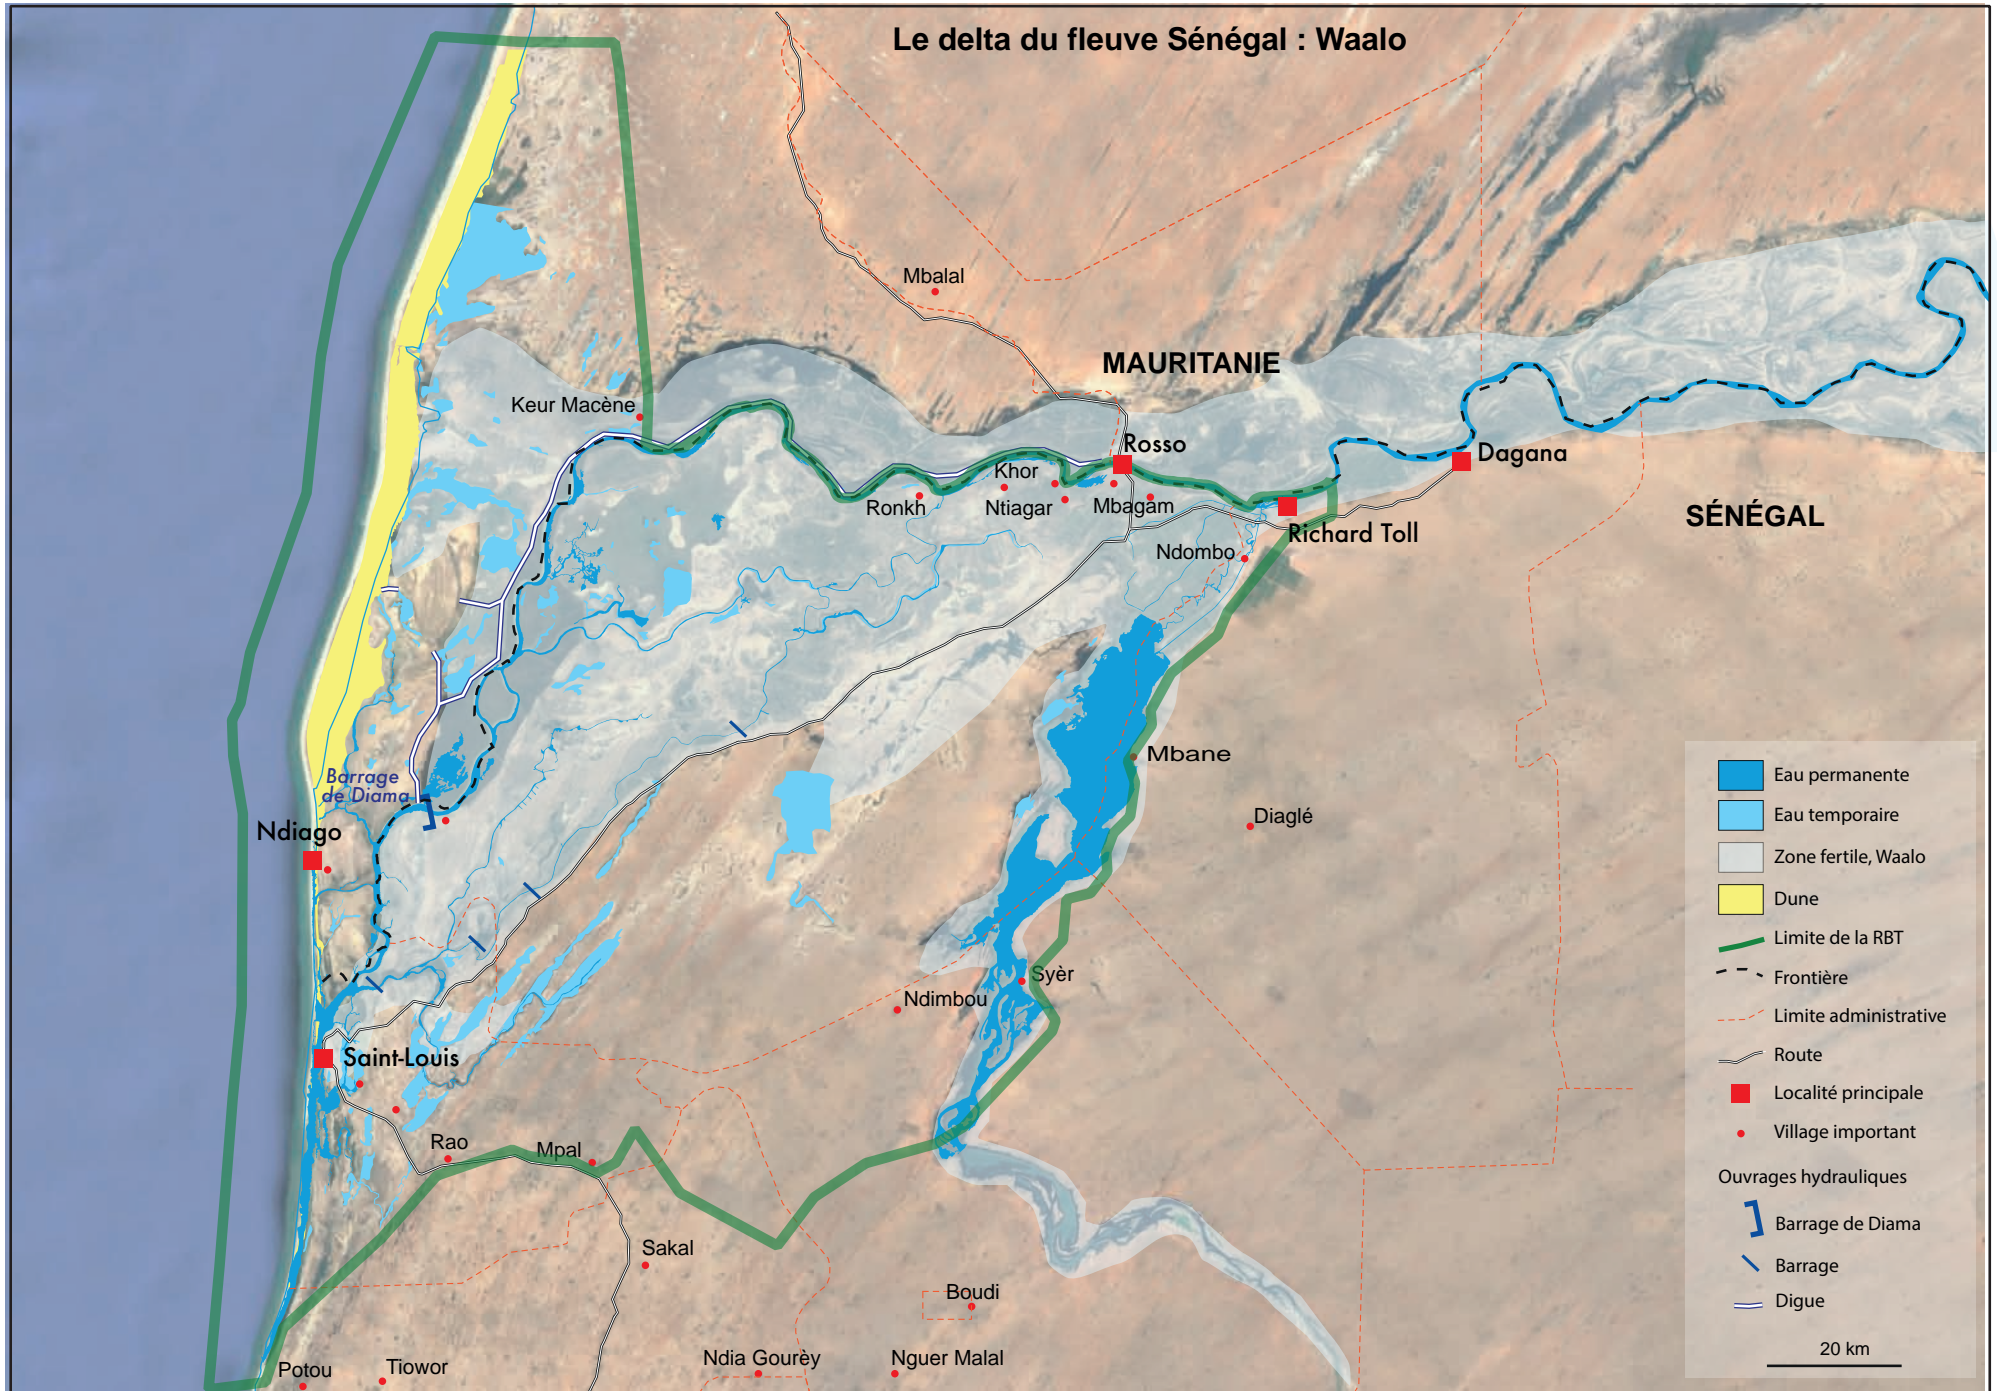 Le delta du fleuve Sénégal : Waalo
Mbalal
MAURITANIE
Keur Macène
Rosso
Dagana
Khor
Ronkh
Ntiagar
Mbagam
SÉNÉGAL
Richard Toll
Ndombo
Mbane
Barrage
de Diama
Ndiago
Diaglé
Syèr
Ndimbou
Saint-Louis
Rao
Mpal
Sakal
Boudi
Potou
Tiowor
Ndia Gourey
Nguer Malal
Eau permanente
Eau temporaire
Zone fertile, Waalo
Dune
Limite de la RBT
Frontière
Limite administrative
Route
Localité principale
Village important
Ouvrages hydrauliques
Barrage de Diama
Barrage
Digue
20 km